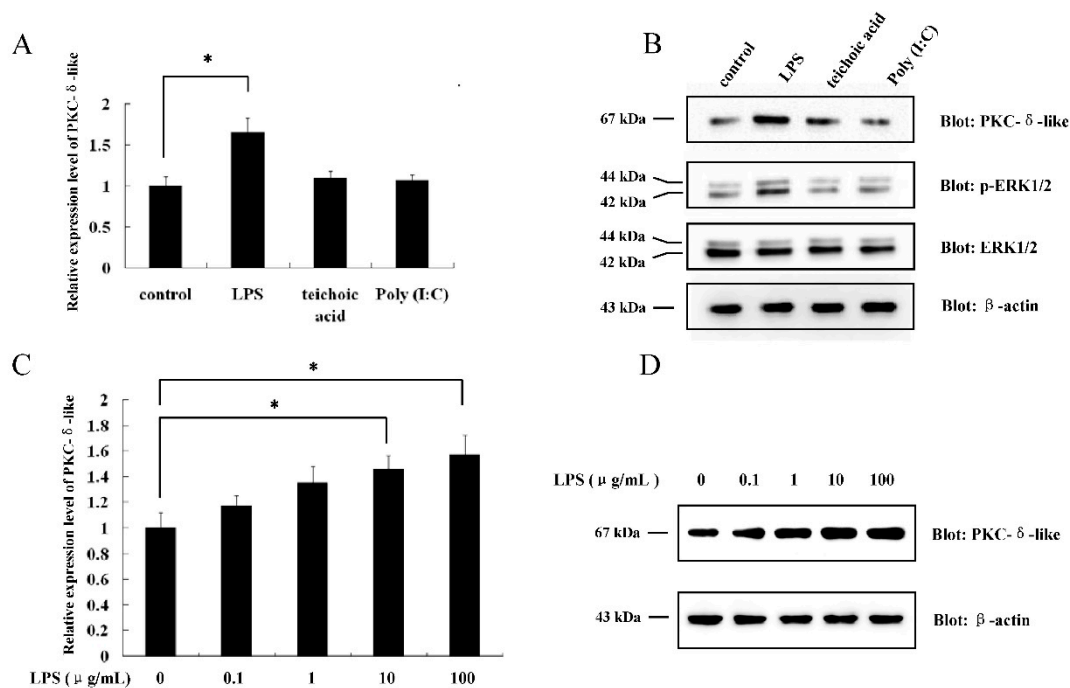 A
Relative expression level of PKC-δ-like
2
1.5
1
0.5
0
*
control
LPS
teichoic acid
Poly (I:C)
B
control
LPS
teichoic acid
Poly (I:C)
67 kDa
Blot: PKC-δ-like
44 kDa
42 kDa
Blot: p-ERK1/2
44 kDa
42 kDa
Blot: ERK1/2
43 kDa
Blot: β-actin
C
Relative expression level of PKC-δ-like
2
1.8
1.6
1.4
1.2
1
0.8
0.6
0.4
0.2
0
*
*
LPS (μg/mL) 0 0.1 1 10 100
D
LPS (μg/mL) 0 0.1 1 10 100
67 kDa
Blot: PKC-δ-like
43 kDa
Blot: β-actin